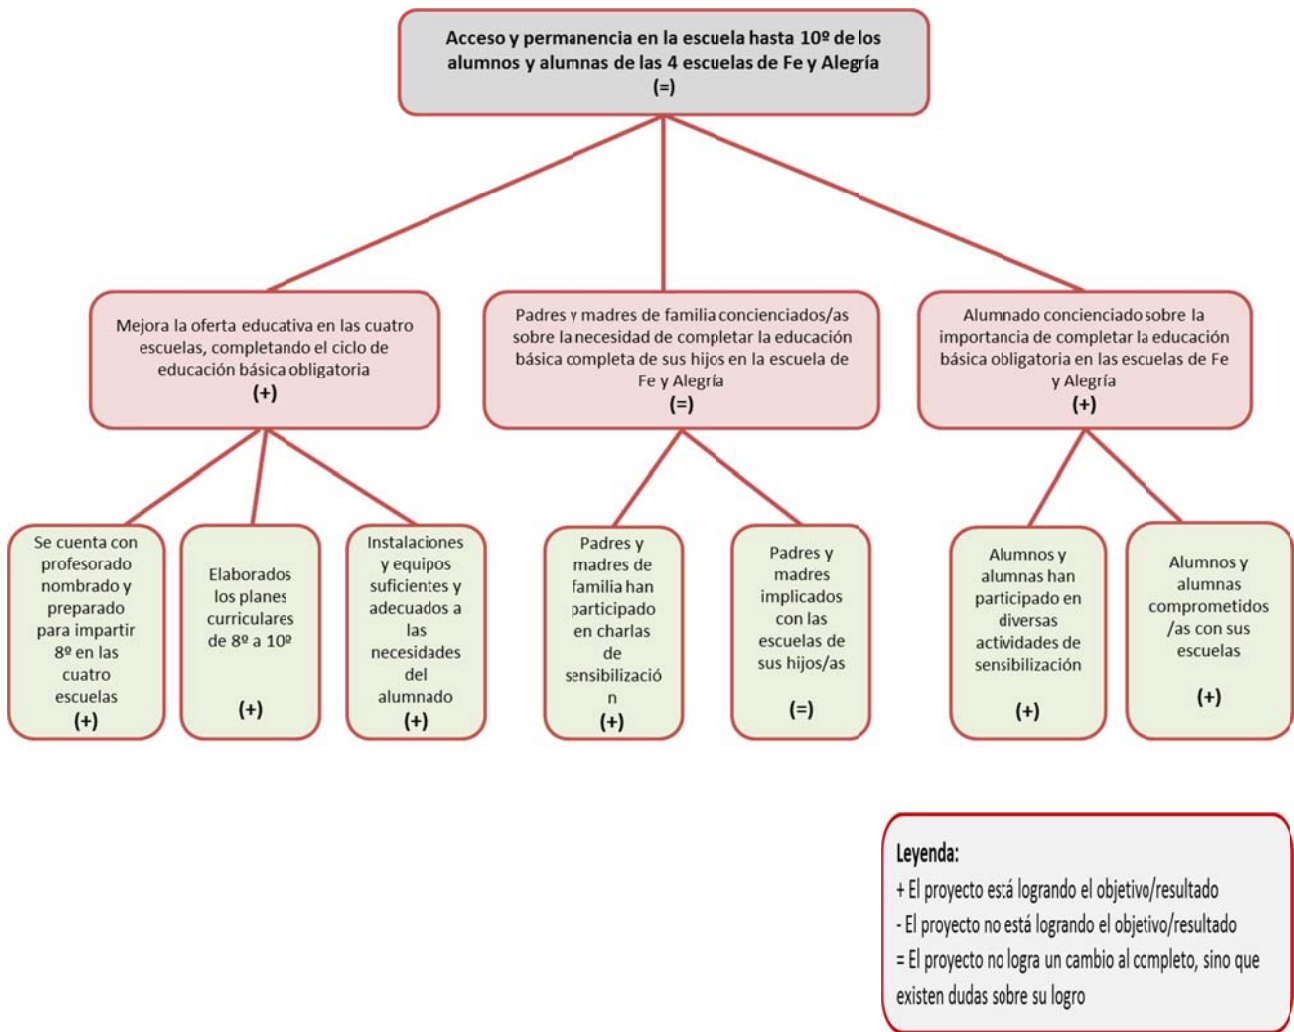 Acceso y permanencia en la escuela hasta 10º de los
alumnos y alumnas de las 4 escuelas de Fe y Alegría
(=)
Mejora la oferta educativa en las cuatro
escuelas, completando el ciclo de
educación básica obligatoria
(+)
Padres y madres de familia concienciados/as
sobre la necesidad de completar la educación
básica completa de sus hijos en la escuela de
Fe y Alegría
(=)
Alumnado concienciado sobre la
importancia de completar la educación
básica obligatoria en las escuelas de Fe
y Alegría
(+)
Se cuenta con
profesorado
nombrado y
preparado
para impartir
8º en las
cuatro
escuelas
(+)
Elaborados
los planes
curriculares
de 8º a 10º
(+)
Instalaciones
y equipos
suficientes y
adecuados a
las
necesidades
del
alumnado
(+)
Padres y
madres de
familia han
participado
en charlas
de
sensibilizació
n
(+)
Padres y
madres
implicados
con las
escuelas de
sus hijos/as
(=)
Alumnos y
alumnas han
participado en
diversas
actividades de
sensibilización
(+)
Alumnos y
alumnas
comprometidos
/as con sus
escuelas
(+)
Leyenda:
+ El proyecto está logrando el objetivo/resultado
- El proyecto no está logrando el objetivo/resultado
= El proyecto no logra un cambio al completo, sino que
existen dudas sobre su logro